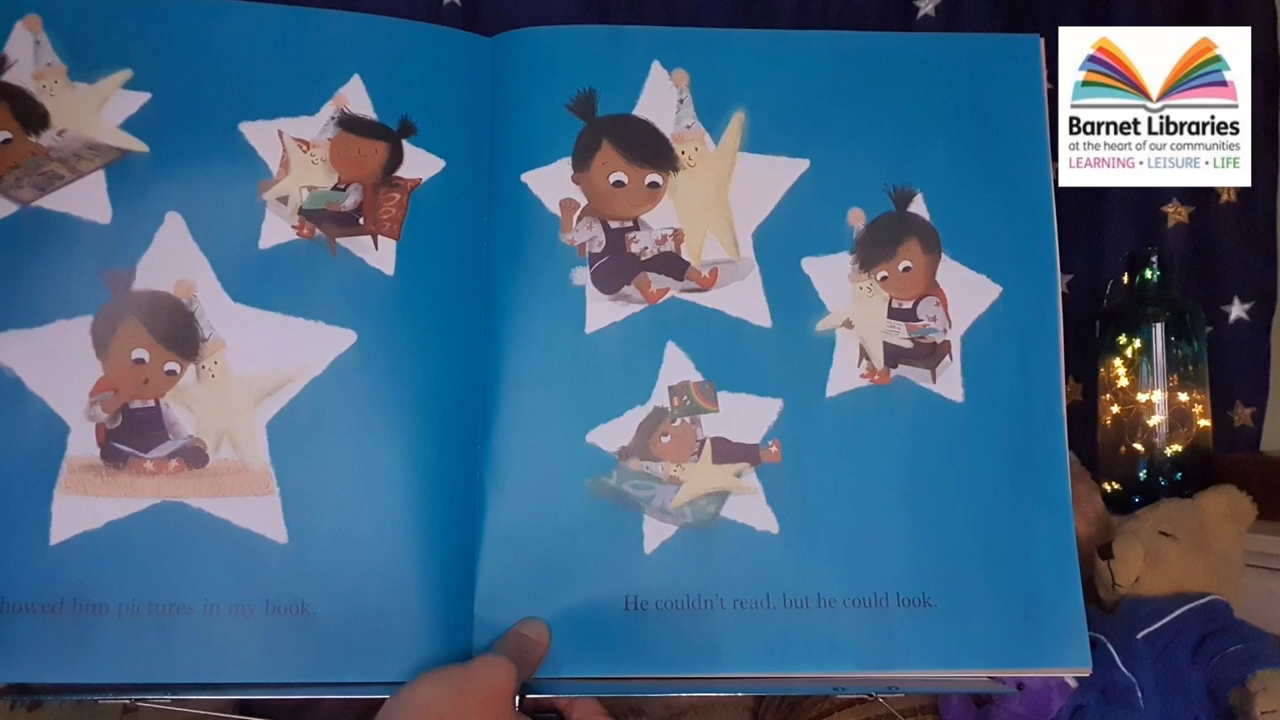 him pictures in my book.
He couldn't read, but he could look.
Barnet Libraries
at the heart of our communities
LEARNING • LEISURE • LIFE